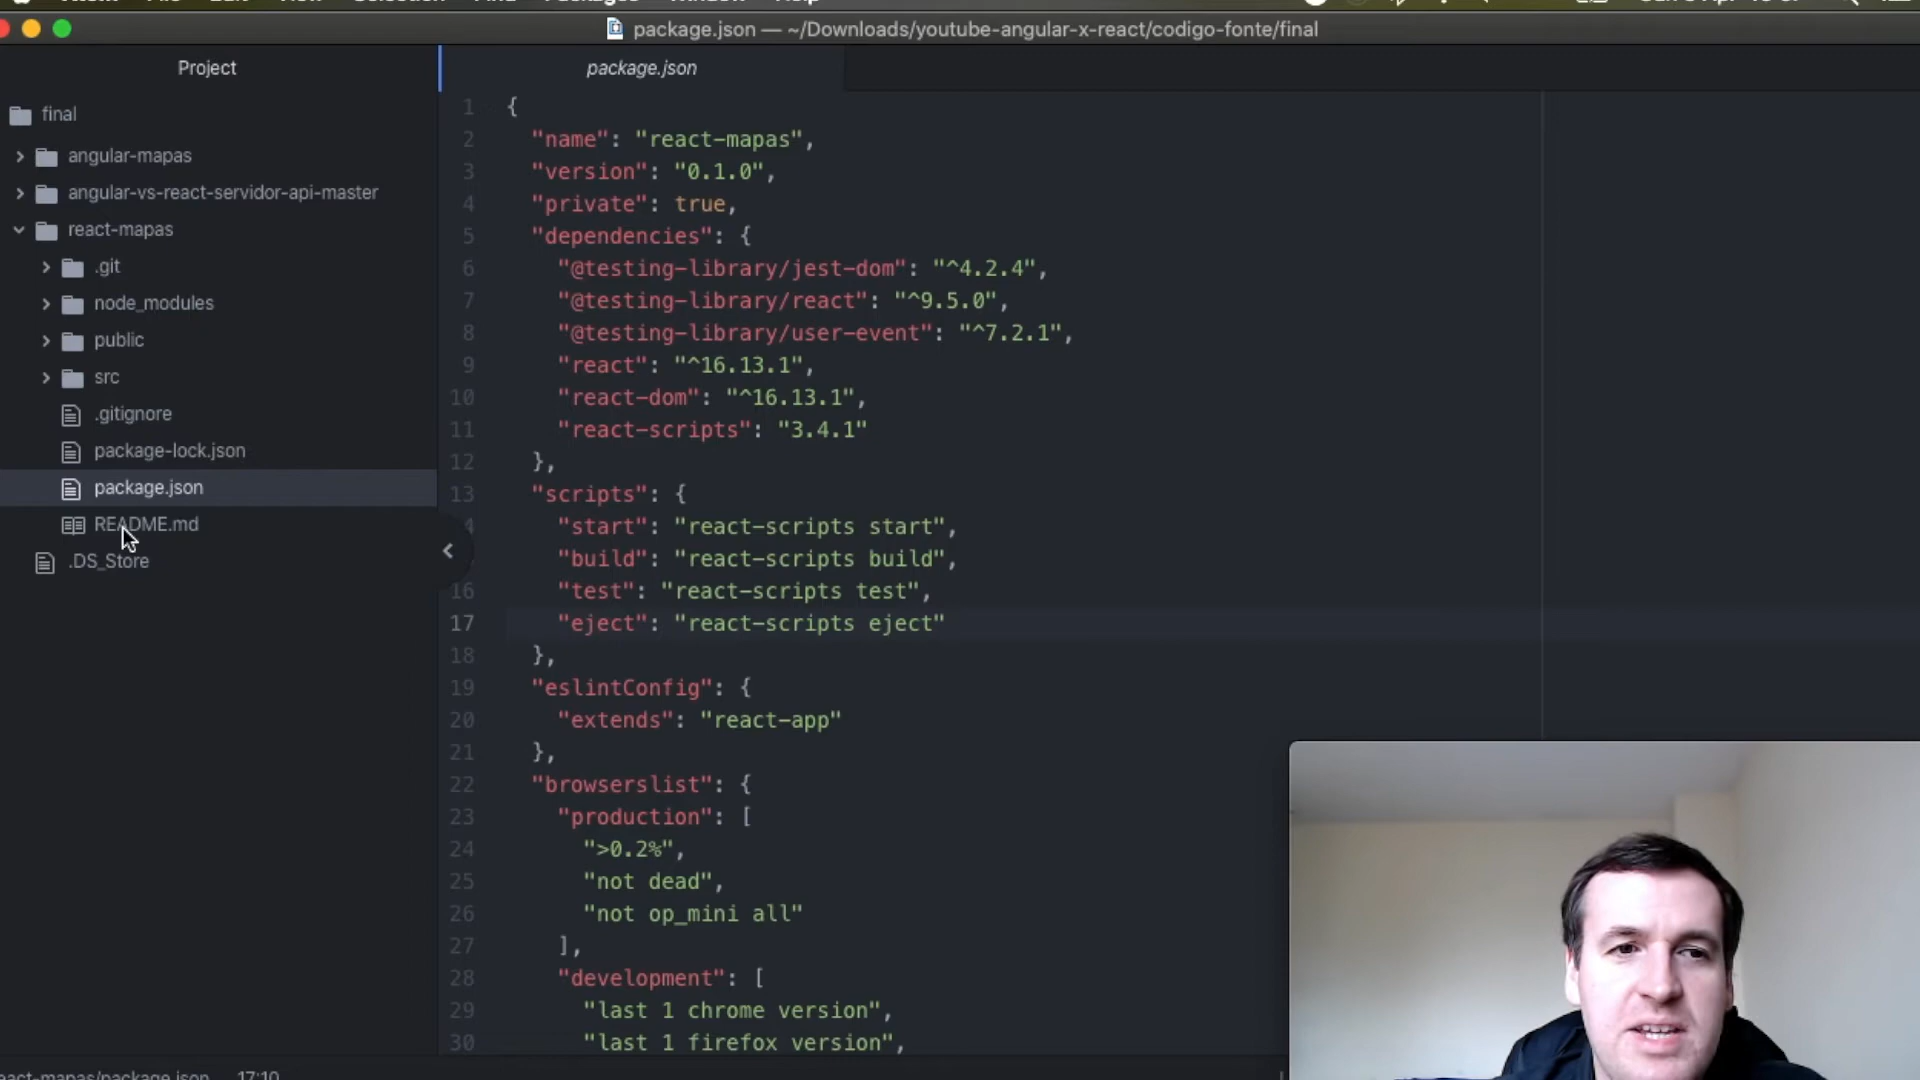 package.json — ~/Downloads/youtube-angular-x-react/codigo-fonte/final
Project
final
angular-mapas
angular-vs-react-servidor-api-master
react-mapas
.git
node_modules
public
src
.gitignore
package-lock.json
package.json
README.md
.DS_Store
package.json
1 {
2 "name": "react-mapas",
3 "version": "0.1.0",
4 "private": true,
5 "dependencies": {
6 "@testing-library/jest-dom": "^4.2.4",
7 "@testing-library/react": "^9.5.0",
8 "@testing-library/user-event": "^7.2.1",
9 "react": "^16.13.1",
10 "react-dom": "^16.13.1",
11 "react-scripts": "3.4.1"
12 },
13 "scripts": {
"start": "react-scripts start",
"build": "react-scripts build",
16 "test": "react-scripts test",
17 "eject": "react-scripts eject"
18 },
19 "eslintConfig": {
20 "extends": "react-app"
21 },
22 "browserslist": {
23 "production": [
24 ">0.2%",
25 "not dead",
26 "not op_mini all"
27 ],
28 "development": [
29 "last 1 chrome version",
30 "last 1 firefox version",
eact-mapas/package.json 17:10